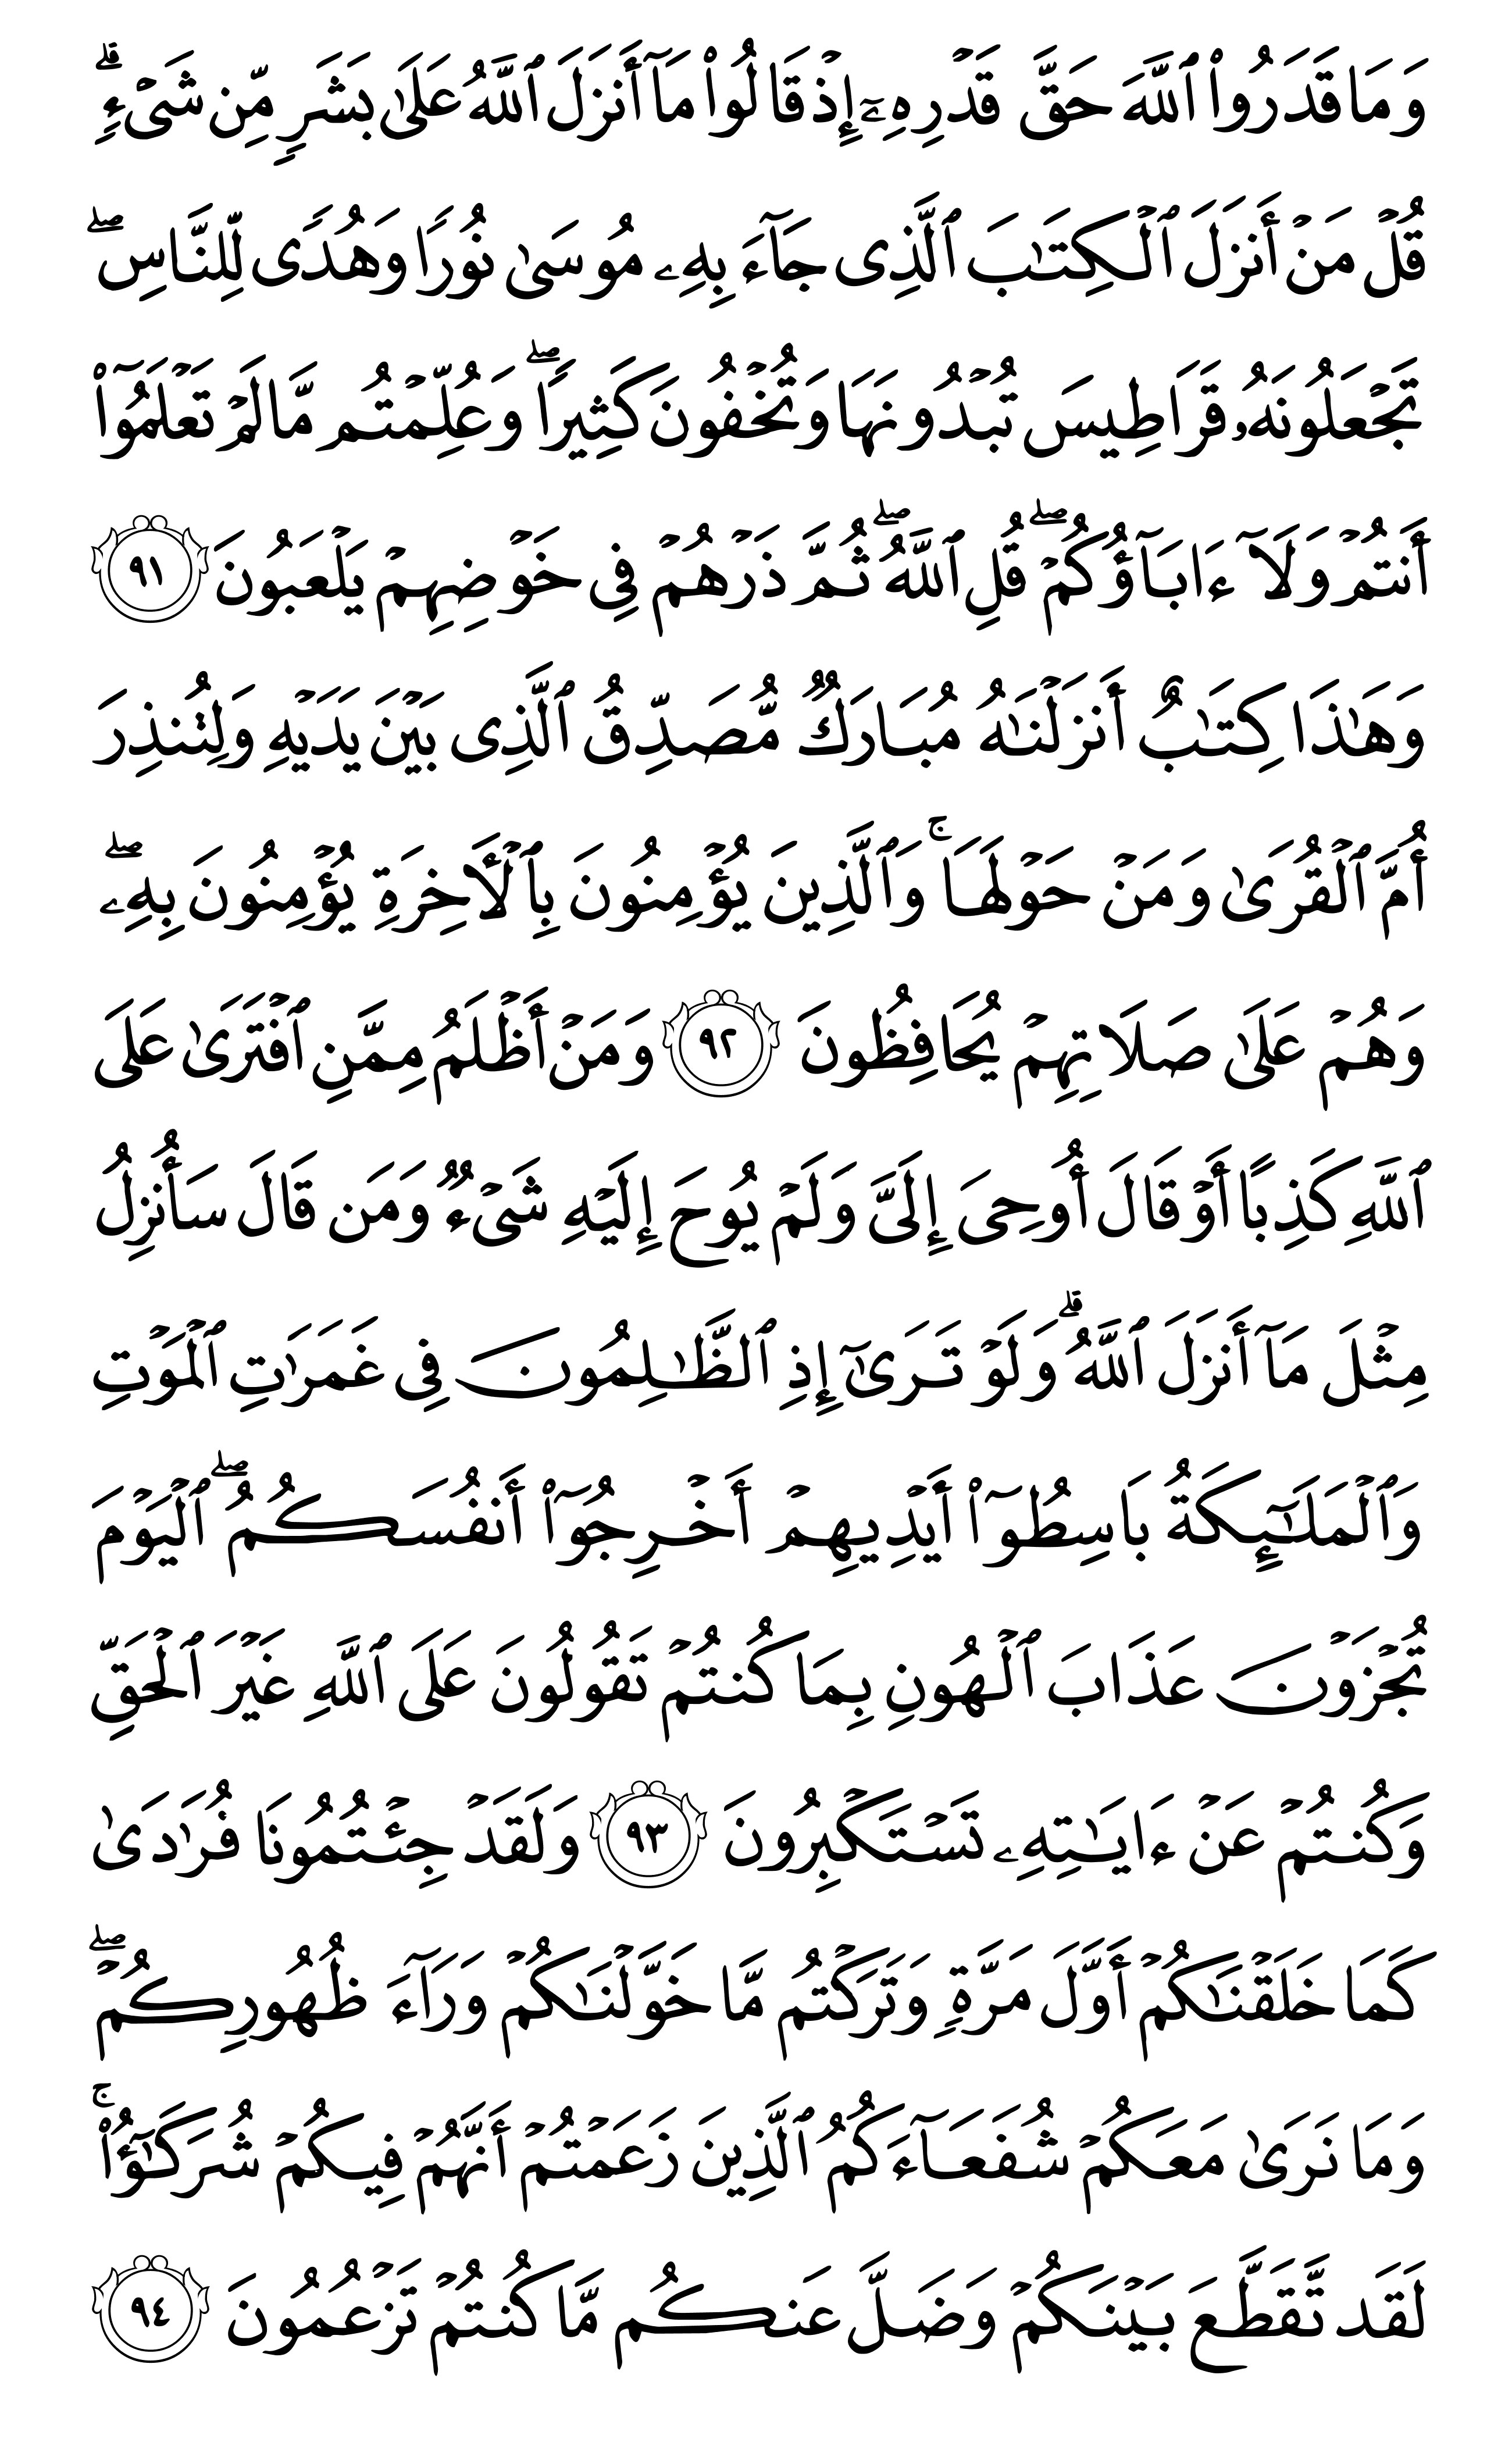 وَمَا قَدَرُوا۟ ٱللَّهَ حَقَّ قَدْرِهِۦٓ إِذْ قَالُوا۟ مَآ أَنزَلَ ٱللَّهُ عَلَىٰ بَشَرٍ مِّن شَىْءٍ ۗ
قُلْ مَنْ أَنزَلَ ٱلْكِتَـٰبَ ٱلَّذِى جَآءَ بِهِۦ مُوسَىٰ نُورًا وَهُدًى لِّلنَّاسِ ۖ
تَجْعَلُونَهُۥ قَرَاطِيسَ تُبْدُونَهَا وَتُخْفُونَ كَثِيرًا ۖ وَعُلِّمْتُم مَّا لَمْ تَعْلَمُوٓا۟
أَنتُمْ وَلَآ ءَابَآؤُكُمْ ۖ قُلِ ٱللَّهُ ۖ ثُمَّ ذَرْهُمْ فِى خَوْضِهِمْ يَلْعَبُونَ ٩١
وَهَـٰذَا كِتَـٰبٌ أَنزَلْنَـٰهُ مُبَارَكٌ مُّصَدِّقُ ٱلَّذِى بَيْنَ يَدَيْهِ وَلِتُنذِرَ
أُمَّ ٱلْقُرَىٰ وَمَنْ حَوْلَهَا ۚ وَٱلَّذِينَ يُؤْمِنُونَ بِٱلْـَٔاخِرَةِ يُؤْمِنُونَ بِهِۦ ۖ
وَهُمْ عَلَىٰ صَلَاتِهِمْ يُحَافِظُونَ ٩٢ وَمَنْ أَظْلَمُ مِمَّنِ ٱفْتَرَىٰ عَلَى
ٱللَّهِ كَذِبًا أَوْ قَالَ أُوحِىَ إِلَىَّ وَلَمْ يُوحَ إِلَيْهِ شَىْءٌ وَمَن قَالَ سَأُنزِلُ
مِثْلَ مَآ أَنزَلَ ٱللَّهُ ۗ وَلَوْ تَرَىٰٓ إِذِ ٱلظَّـٰلِمُونَ فِى غَمَرَٰتِ ٱلْمَوْتِ
وَٱلْمَلَـٰٓئِكَةُ بَاسِطُوٓا۟ أَيْدِيهِمْ أَخْرِجُوٓا۟ أَنفُسَكُمُ ۖ ٱلْيَوْمَ
تُجْزَوْنَ عَذَابَ ٱلْهُونِ بِمَا كُنتُمْ تَقُولُونَ عَلَى ٱللَّهِ غَيْرَ ٱلْحَقِّ
وَكُنتُمْ عَنْ ءَايَـٰتِهِۦ تَسْتَكْبِرُونَ ٩٣ وَلَقَدْ جِئْتُمُونَا فُرَٰدَىٰ
كَمَا خَلَقْنَـٰكُمْ أَوَّلَ مَرَّةٍ وَتَرَكْتُم مَّا خَوَّلْنَـٰكُمْ وَرَآءَ ظُهُورِكُمْ ۖ
وَمَا نَرَىٰ مَعَكُمْ شُفَعَآءَكُمُ ٱلَّذِينَ زَعَمْتُمْ أَنَّهُمْ فِيكُمْ شُرَكَـٰٓؤُا۟ ۚ
لَقَد تَّقَطَّعَ بَيْنَكُمْ وَضَلَّ عَنكُم مَّا كُنتُمْ تَزْعُمُونَ ٩٤